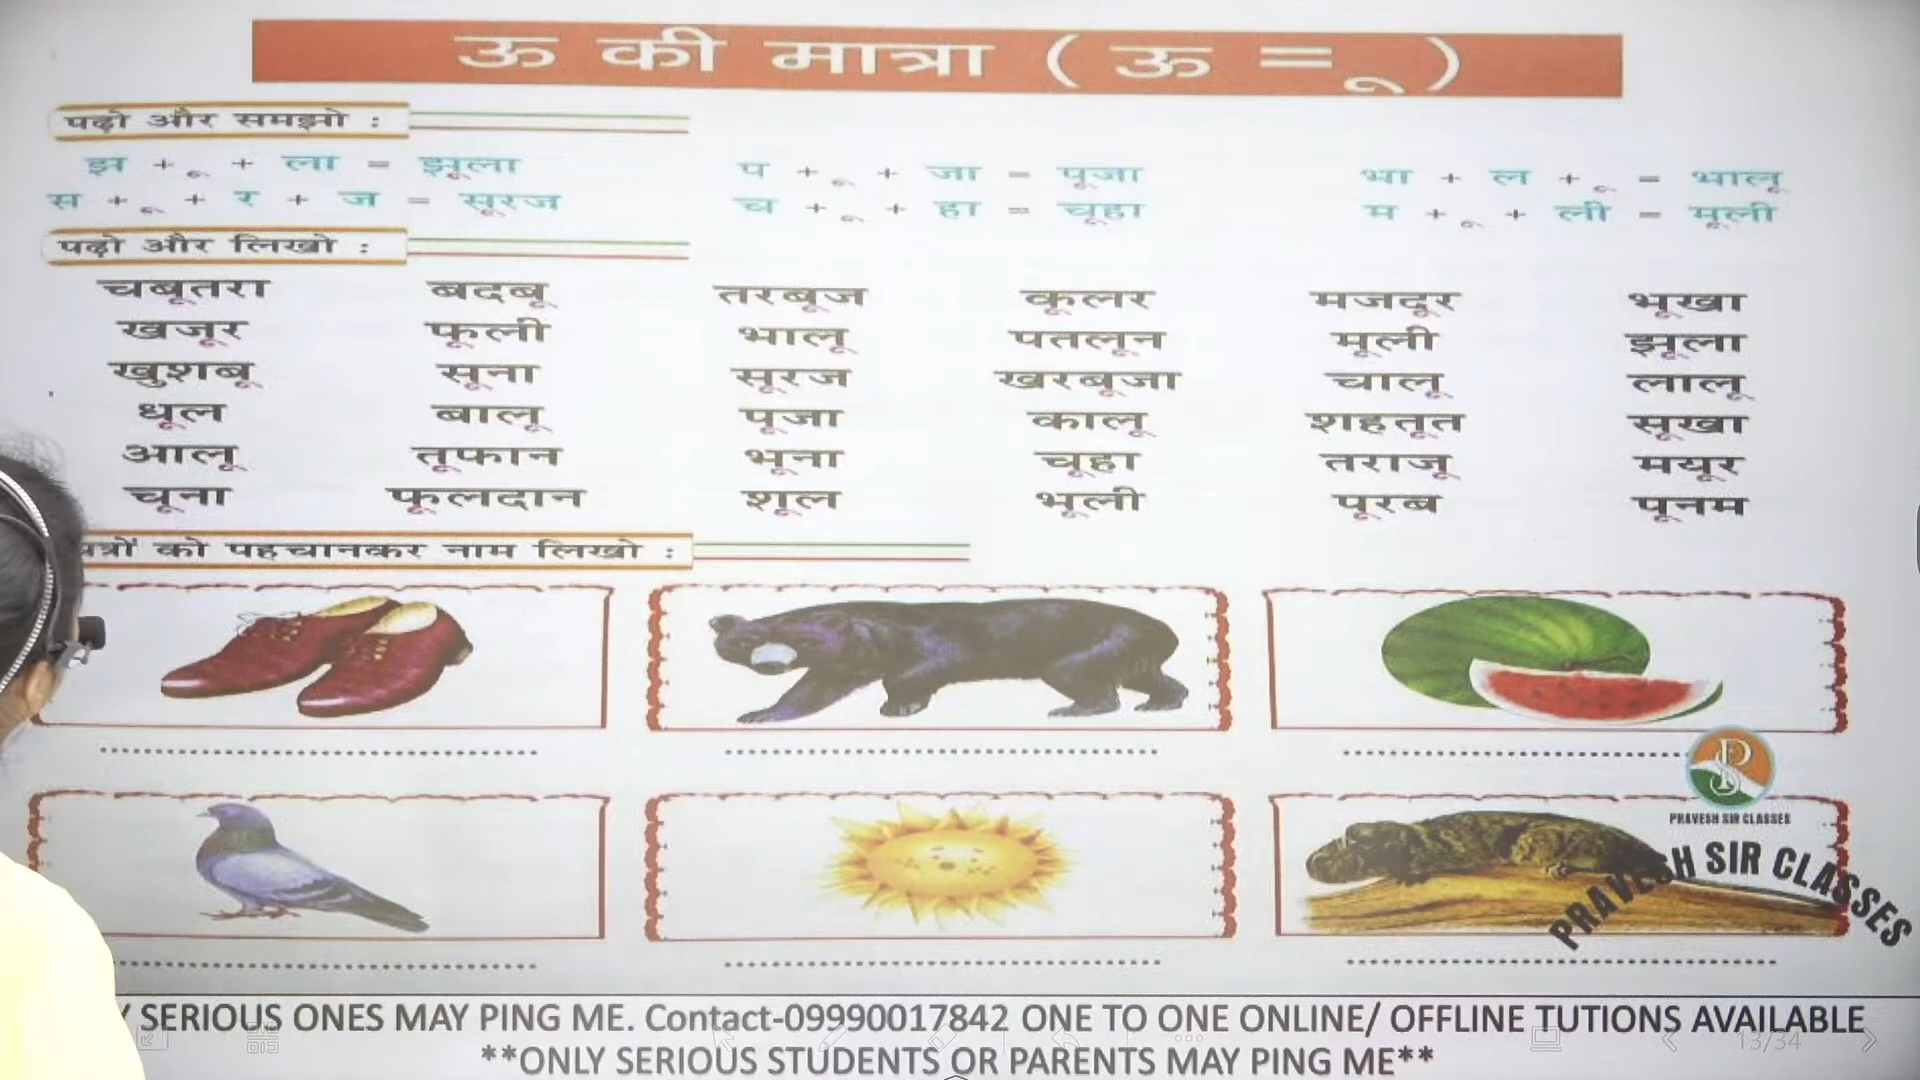 ऊ की मात्रा ( ऊ = ू )
पढ़ो और समझो :
झ + ू + ला = झूला प + ू + जा = पूजा भा + ल + ू = भालू
स + ू + र + ज = सूरज च + ू + हा = चूहा म + ू + ली = मूली
पढ़ो और लिखो :
चबूतरा बदबू तरबूज कूलर मजदूर भूखा
खजूर फूली भालू पतलून मूली झूला
खुशबू सूना सूरज खरबूजा चालू लालू
धूल बालू पूजा कालू शहतूत सूखा
आलू तूफान भूना चूहा तराजू मयूर
चूना फूलदान शूल भूली पूरब पूनम
को पहचानकर नाम लिखो :
PRAVESH SIR CLASSES
PRAVESH SIR CLASSES
SERIOUS ONES MAY PING ME. Contact-09990017842 ONE TO ONE ONLINE/ OFFLINE TUTIONS AVAILABLE
13/34
**ONLY SERIOUS STUDENTS OR PARENTS MAY PING ME**